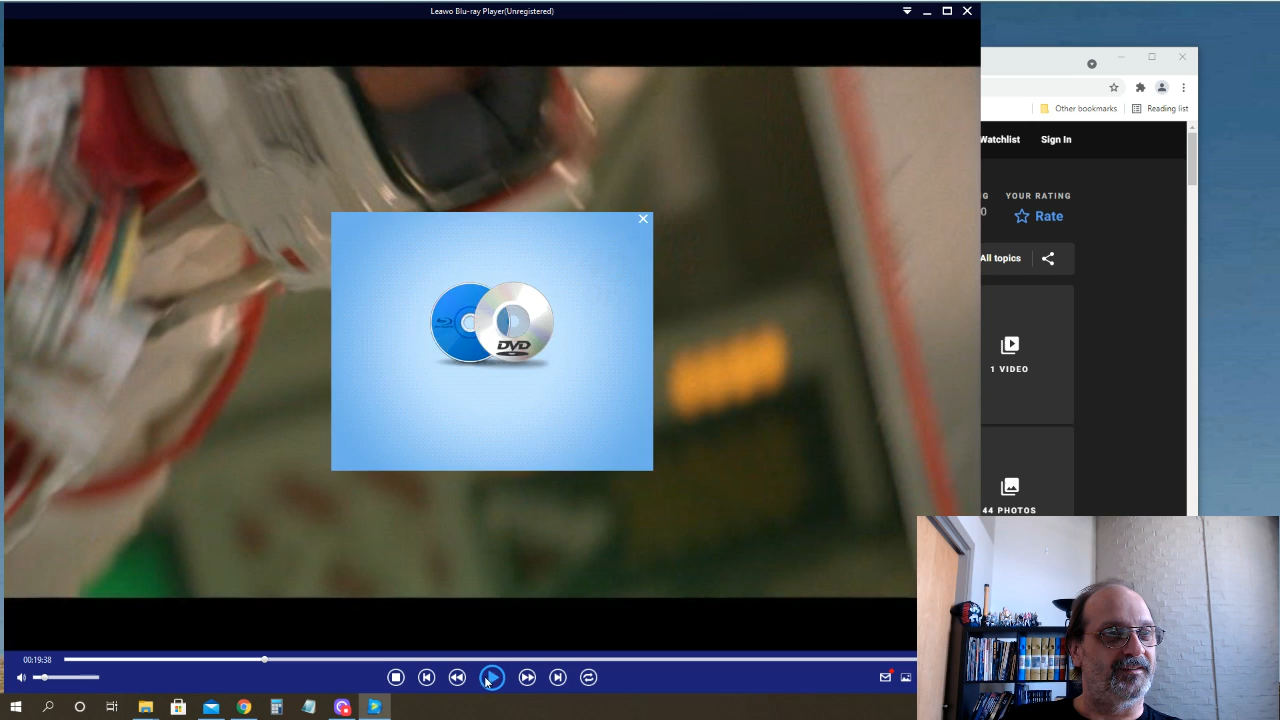 Leawo Blu-ray Player(Unregistered)
Other bookmarks
Reading list
Watchlist
Sign In
G
YOUR RATING
0
Rate
All topics
1 VIDEO
44 PHOTOS
DVD
00:19:38